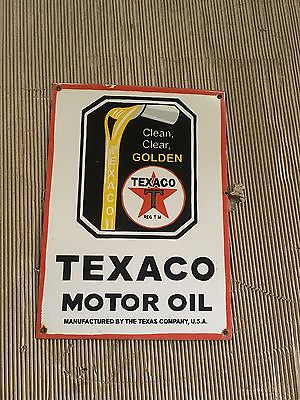 Clean,
Clear,
GOLDEN
TEXACO
TEXACO
T
REG. T M
TEXACO
MOTOR OIL
MANUFACTURED BY THE TEXAS COMPANY, U.S.A.